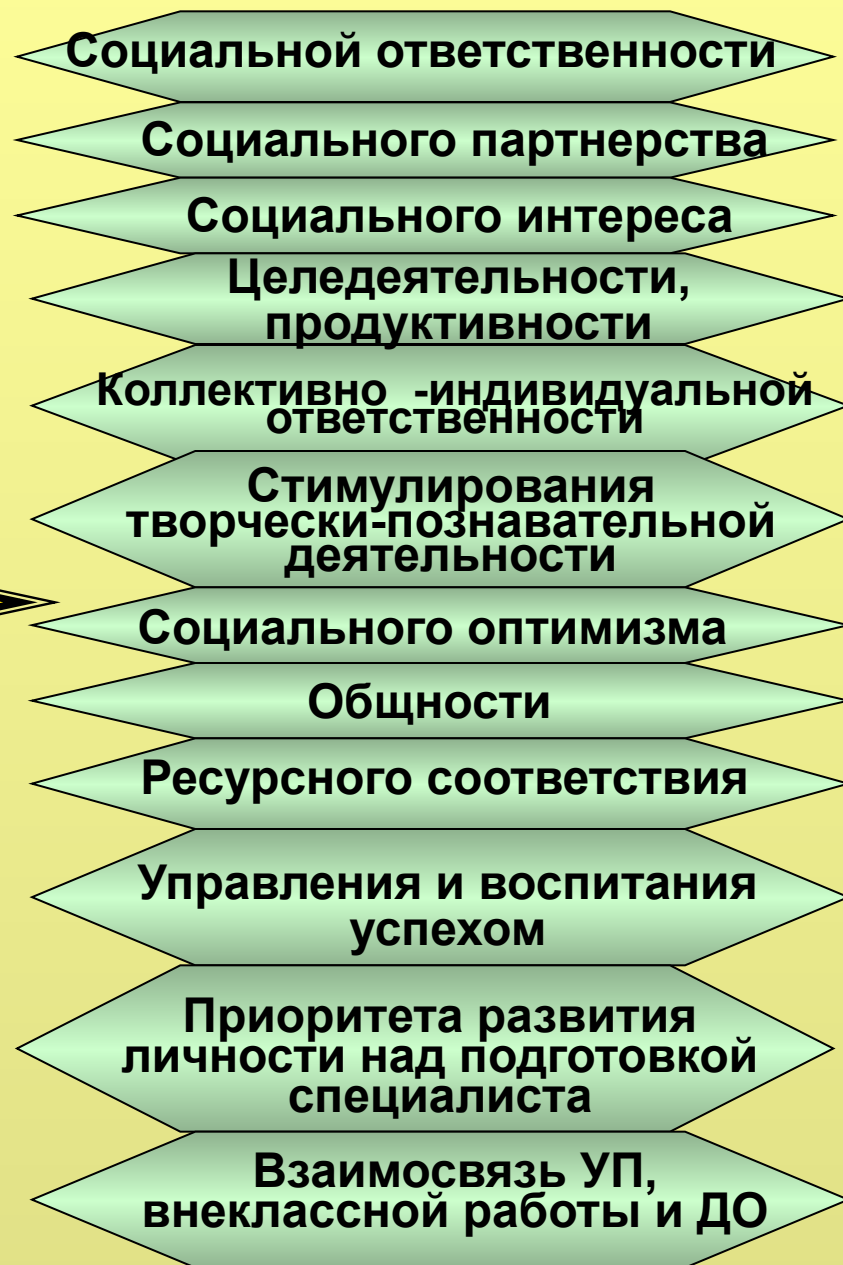 Социальной ответственности
Социального партнерства
Социального интереса
Целедеятельности,
продуктивности
Коллективно -индивидуальной
ответственности
Стимулирования
творчески-познавательной
деятельности
Социального оптимизма
Общности
Ресурсного соответствия
Управления и воспитания
успехом
Приоритета развития
личности над подготовкой
специалиста
Взаимосвязь УП,
внеклассной работы и ДО